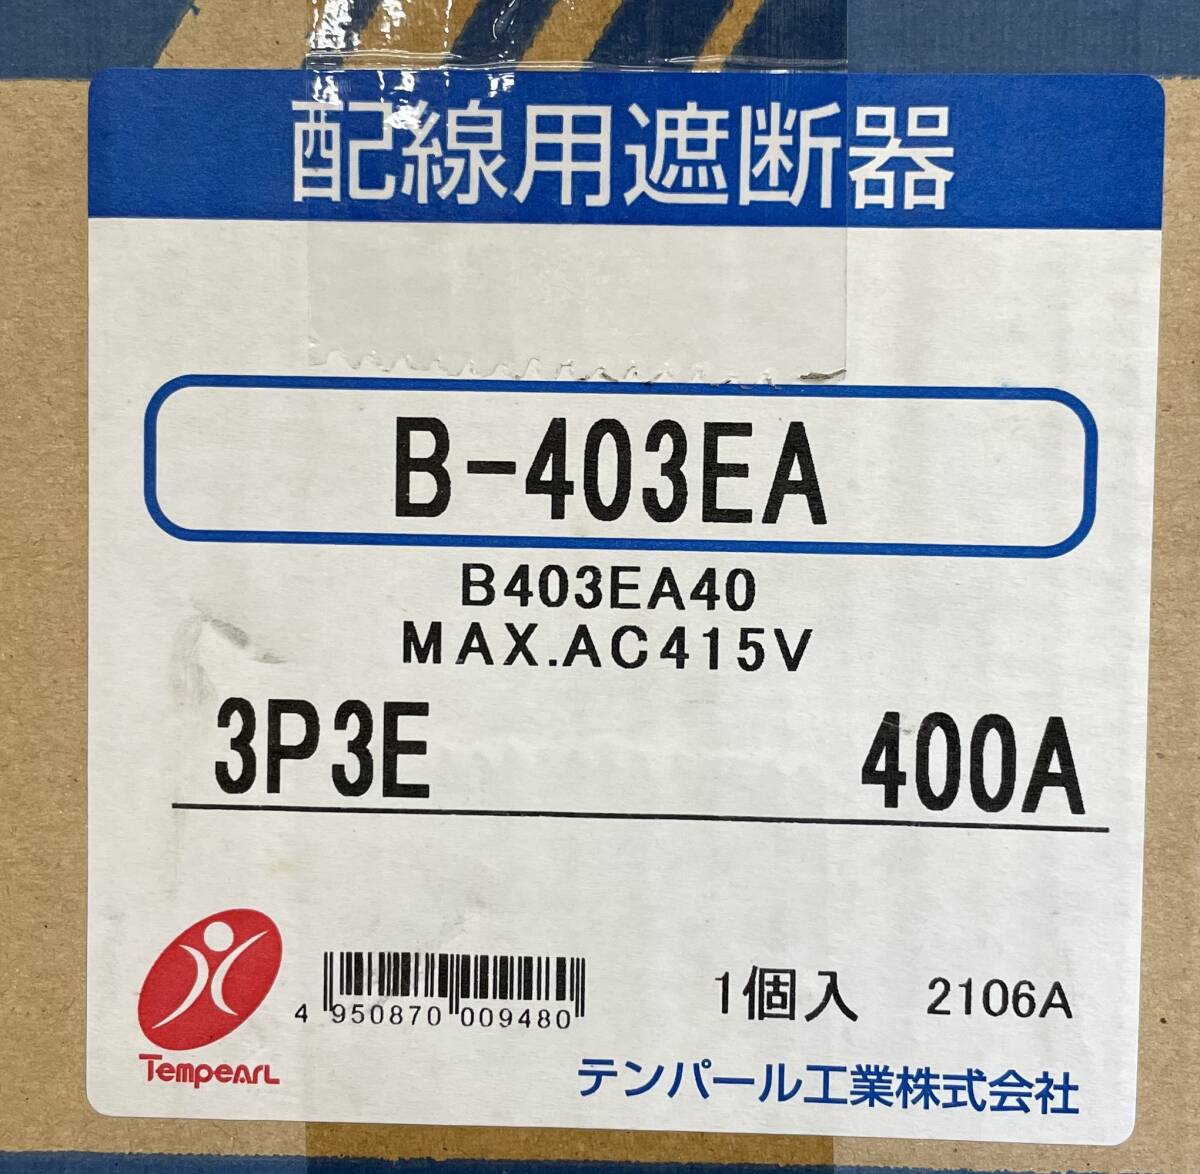 配線用遮断器
B-403EA
B403EA40
MAX.AC415V
3P3E 400A
Tempearl
4 950870 009480
1個入 2106A
テンパール工業株式会社